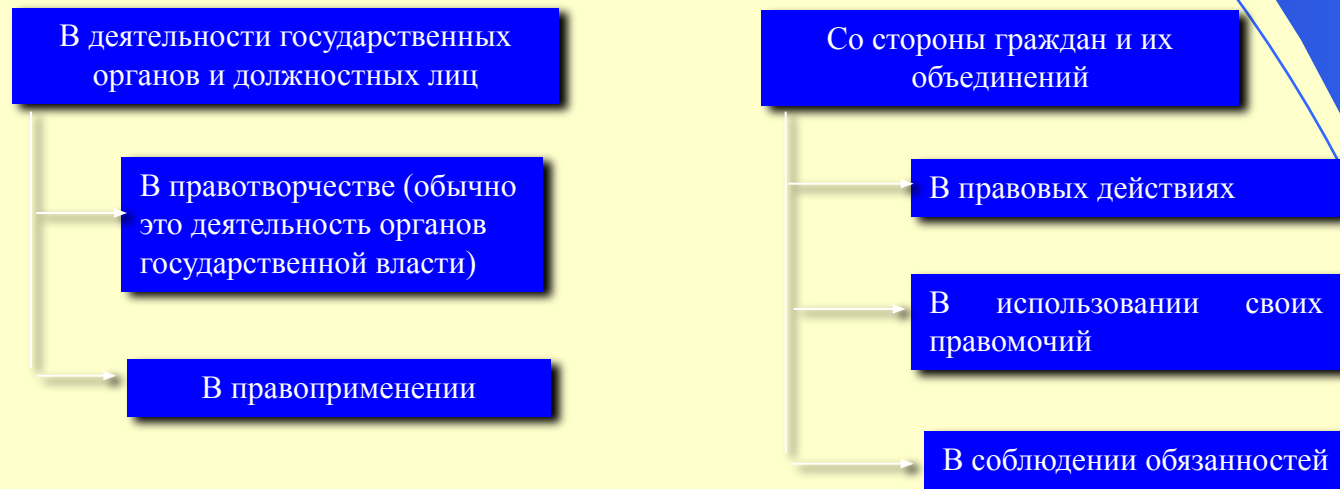 В деятельности государственных
органов и должностных лиц
В правотворчестве (обычно
это деятельность органов
государственной власти)
В правоприменении
Со стороны граждан и их
объединений
В правовых действиях
В использовании своих
правомочий
В соблюдении обязанностей